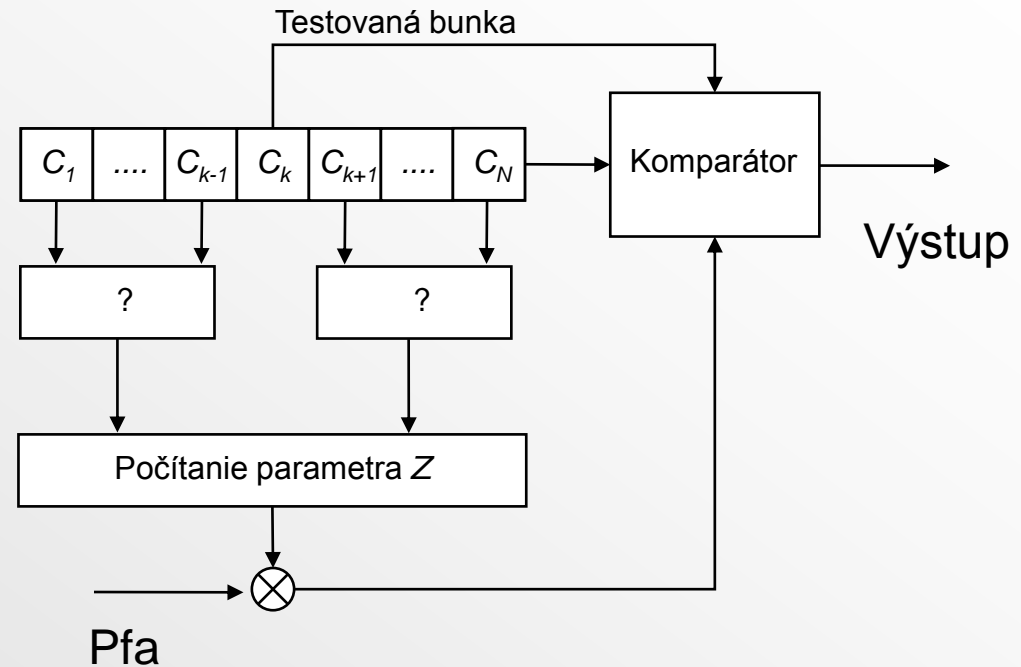 Testovaná bunka
C1 .... Ck-1 Ck Ck+1 .... CN
Komparátor
Výstup
? ?
Počítanie parametra Z
Pfa